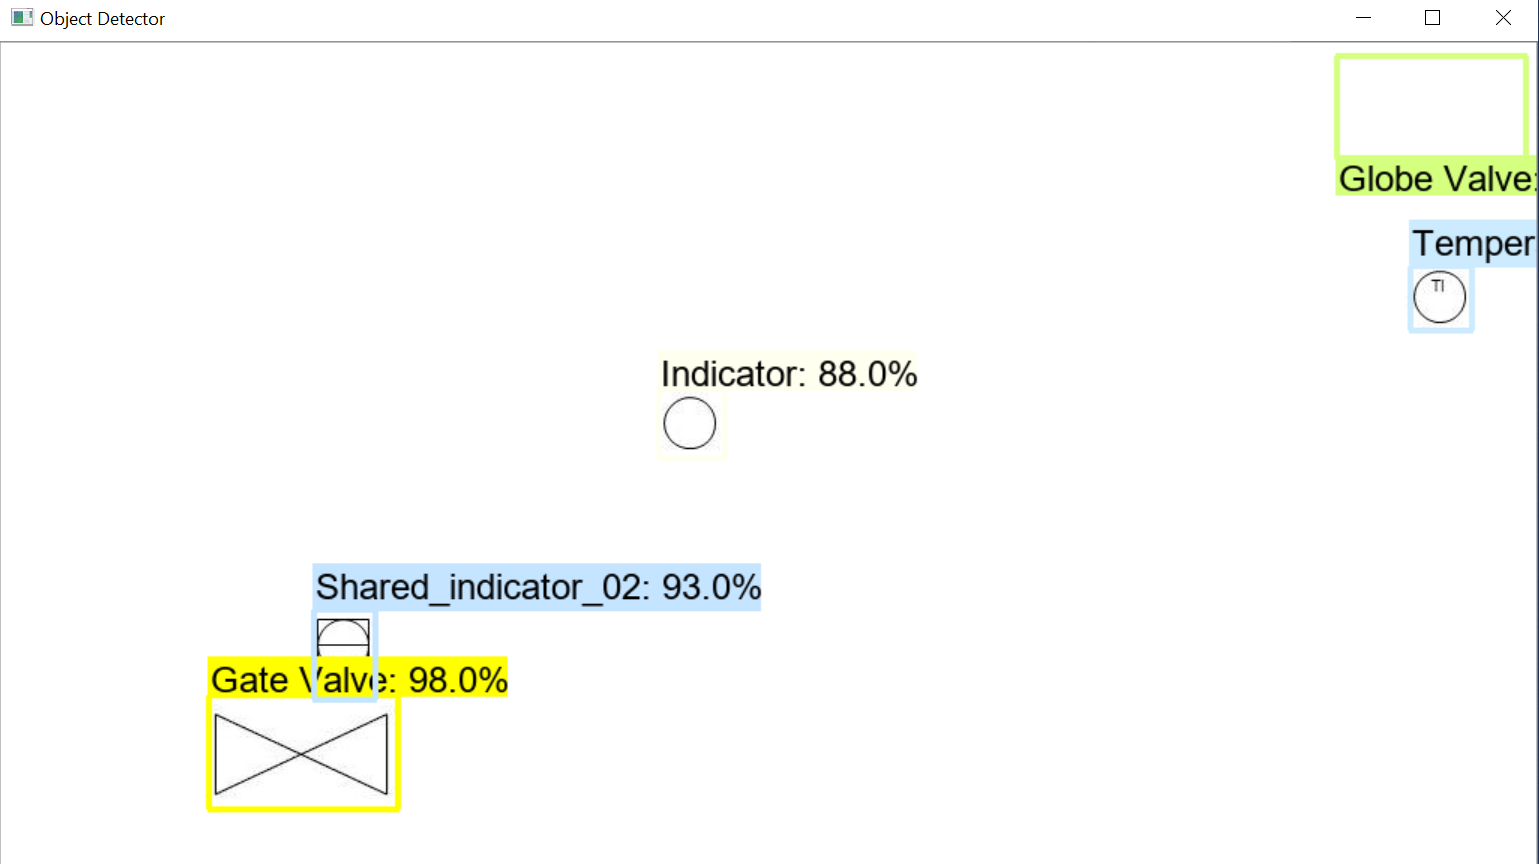 Object Detector
Globe Valve:
Temper
TI
Indicator: 88.0%
Shared_indicator_02: 93.0%
Gate Valve: 98.0%